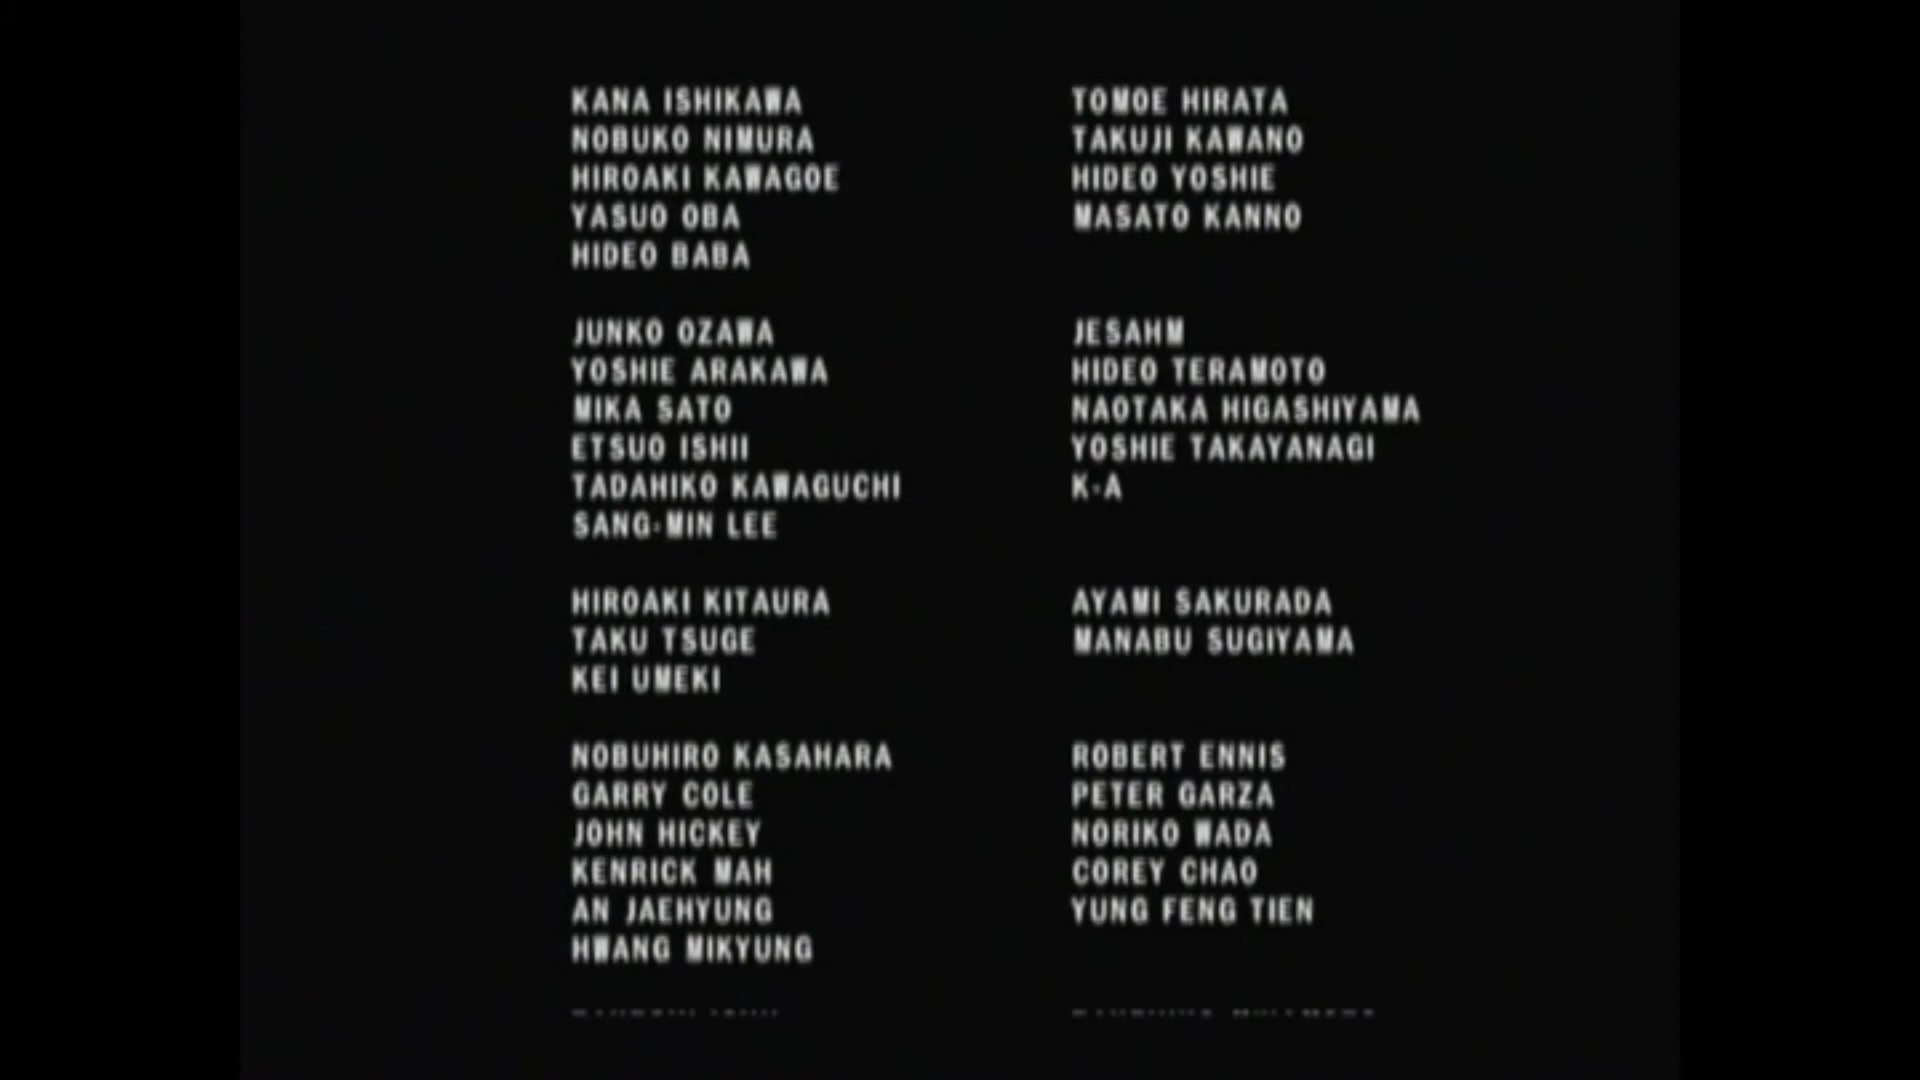 KANA ISHIKAWA TOMOE HIRATA
NOBUKO NIMURA TAKUJI KAWANO
HIROAKI KAWAGOE HIDEO YOSHIE
YASUO OBA MASATO KANNO
HIDEO BABA
JUNKO OZAWA JESAHM
YOSHIE ARAKAWA HIDEO TERAMOTO
MIKA SATO NAOTAKA HIGASHIYAMA
ETSUO ISHII YOSHIE TAKAYANAGI
TADAHIKO KAWAGUCHI K-A
SANG-MIN LEE
HIROAKI KITAURA AYAMI SAKURADA
TAKU TSUGE MANABU SUGIYAMA
KEI UMEKI
NOBUHIRO KASAHARA ROBERT ENNIS
GARRY COLE PETER GARZA
JOHN HICKEY NORIKO WADA
KENRICK MAH COREY CHAO
AN JAEHYUNG YUNG FENG TIEN
HWANG MIKYUNG